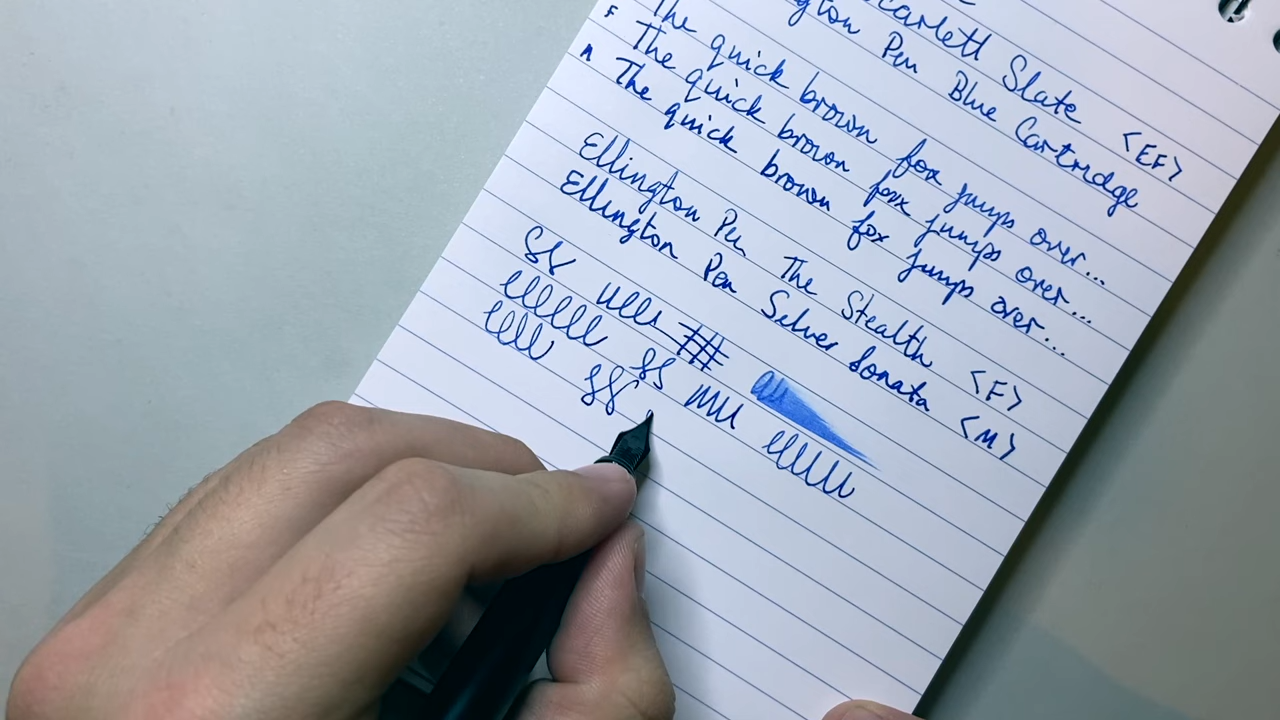 Scarlett Slate <EF>
Pen Blue Cartridge
F The quick brown fox jumps over...
M The quick brown fox jumps over...
The quick brown fox jumps over...
Ellington Pen The Stealth <F>
Ellington Pen Silver Sonata <M>